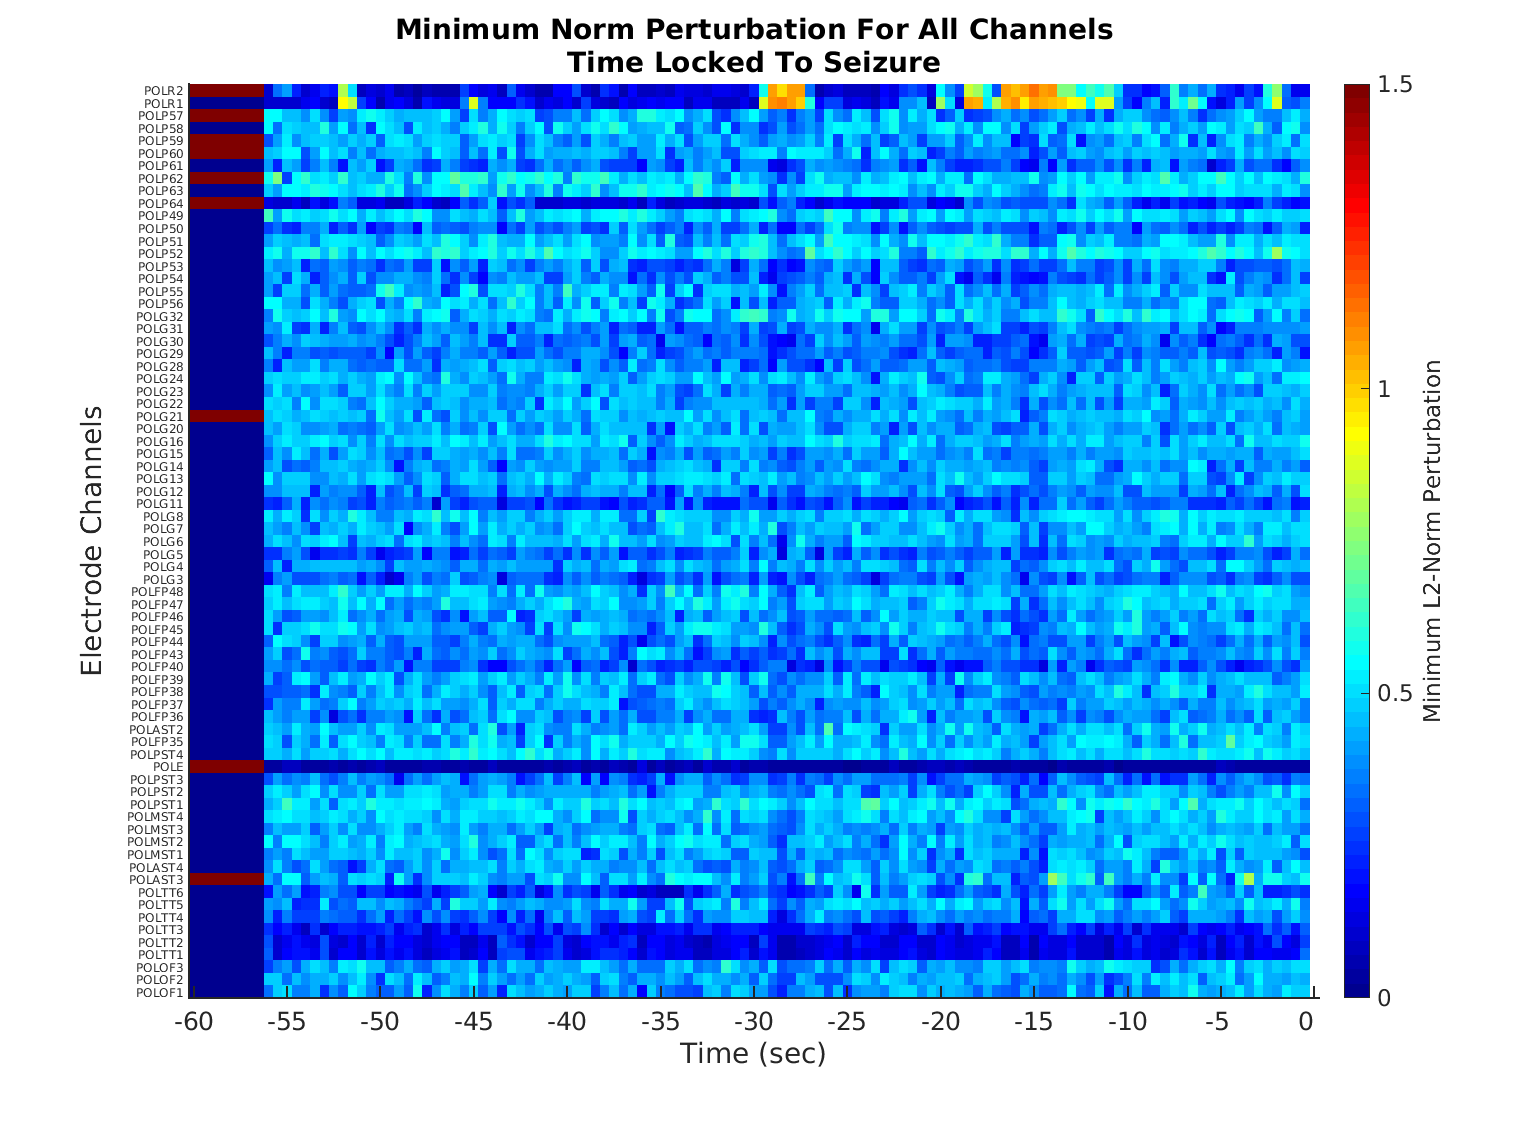 Minimum Norm Perturbation For All Channels
Time Locked To Seizure
POLR2
POLR1
POLP57
POLP58
POLP59
POLP60
POLP61
POLP62
POLP63
POLP64
POLP49
POLP50
POLP51
POLP52
POLP53
POLP54
POLP55
POLP56
POLG32
POLG31
POLG30
POLG29
POLG28
POLG24
POLG23
POLG22
POLG21
POLG20
POLG16
POLG15
POLG14
POLG13
POLG12
POLG11
POLG8
POLG7
POLG6
POLG5
POLG4
POLG3
POLFP48
POLFP47
POLFP46
POLFP45
POLFP44
POLFP43
POLFP40
POLFP39
POLFP38
POLFP37
POLFP36
POLAST2
POLFP35
POLPST4
POLE
POLPST3
POLPST2
POLPST1
POLMST4
POLMST3
POLMST2
POLMST1
POLAST4
POLAST3
POLTT6
POLTT5
POLTT4
POLTT3
POLTT2
POLTT1
POLOF3
POLOF2
POLOF1
Electrode Channels
-60 -55 -50 -45 -40 -35 -30 -25 -20 -15 -10 -5 0
Time (sec)
1.5
1
0.5
0
Minimum L2-Norm Perturbation